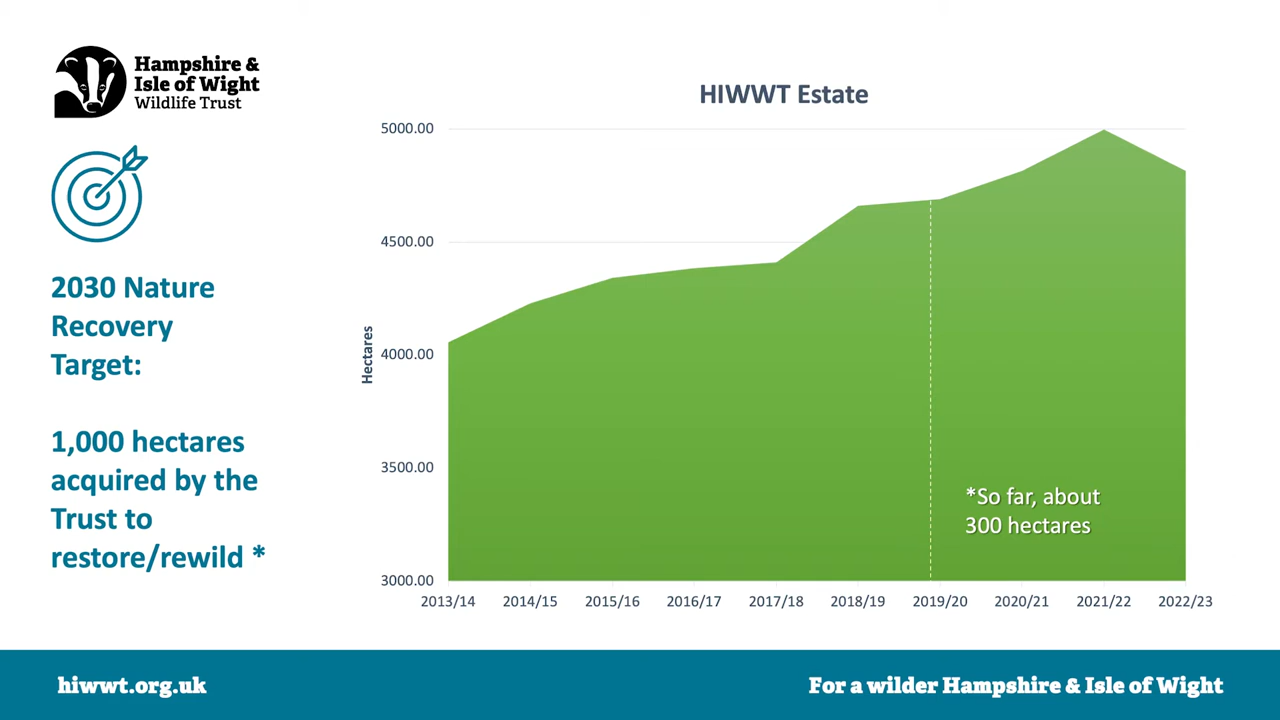 Hampshire &
Isle of Wight
Wildlife Trust
2030 Nature
Recovery
Target:
1,000 hectares
acquired by the
Trust to
restore/rewild *
HIWWT Estate
Hectares
5000.00
4500.00
4000.00
3500.00
3000.00
2013/14 2014/15 2015/16 2016/17 2017/18 2018/19 2019/20 2020/21 2021/22 2022/23
*So far, about
300 hectares
hiwwt.org.uk
For a wilder Hampshire & Isle of Wight